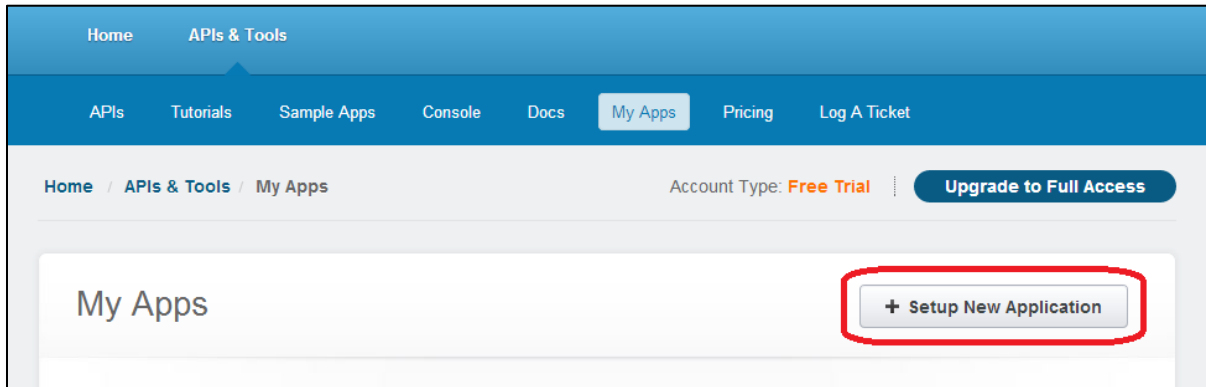 Home APIs & Tools
APIs Tutorials Sample Apps Console Docs My Apps Pricing Log A Ticket
Home / APIs & Tools / My Apps Account Type: Free Trial Upgrade to Full Access
My Apps + Setup New Application